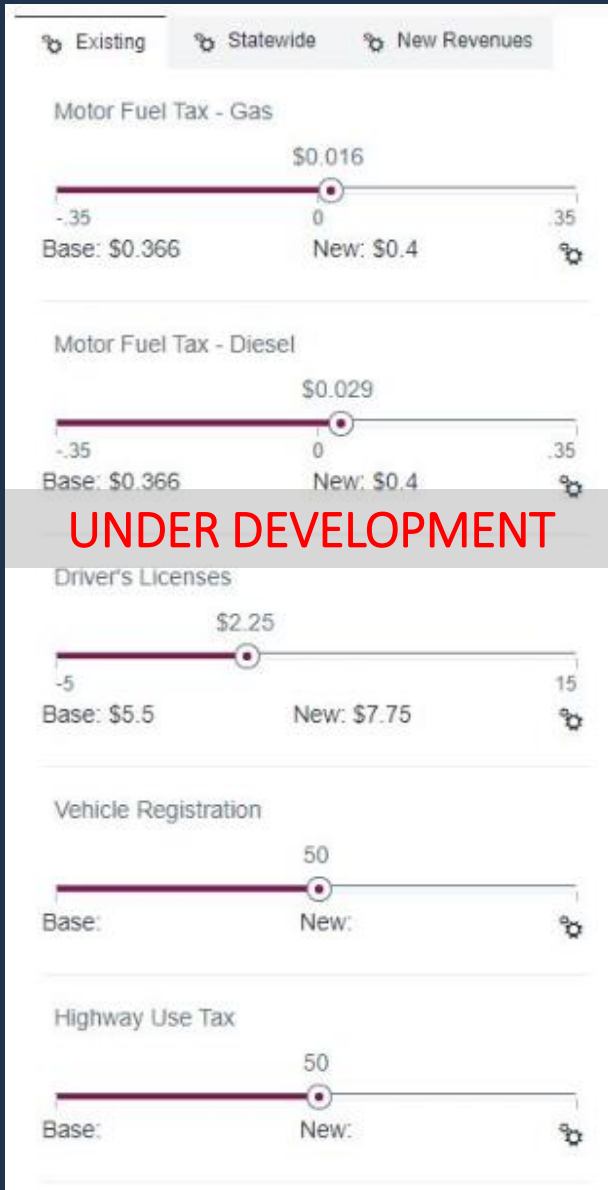 Existing Statewide New Revenues
Motor Fuel Tax - Gas
$0.016
-.35 0 .35
Base: $0.366 New: $0.4
Motor Fuel Tax - Diesel
$0.029
-.35 0 .35
Base: $0.366 New: $0.4
UNDER DEVELOPMENT
Driver's Licenses
$2.25
-5 15
Base: $5.5 New: $7.75
Vehicle Registration
50
Base: New:
Highway Use Tax
50
Base: New: